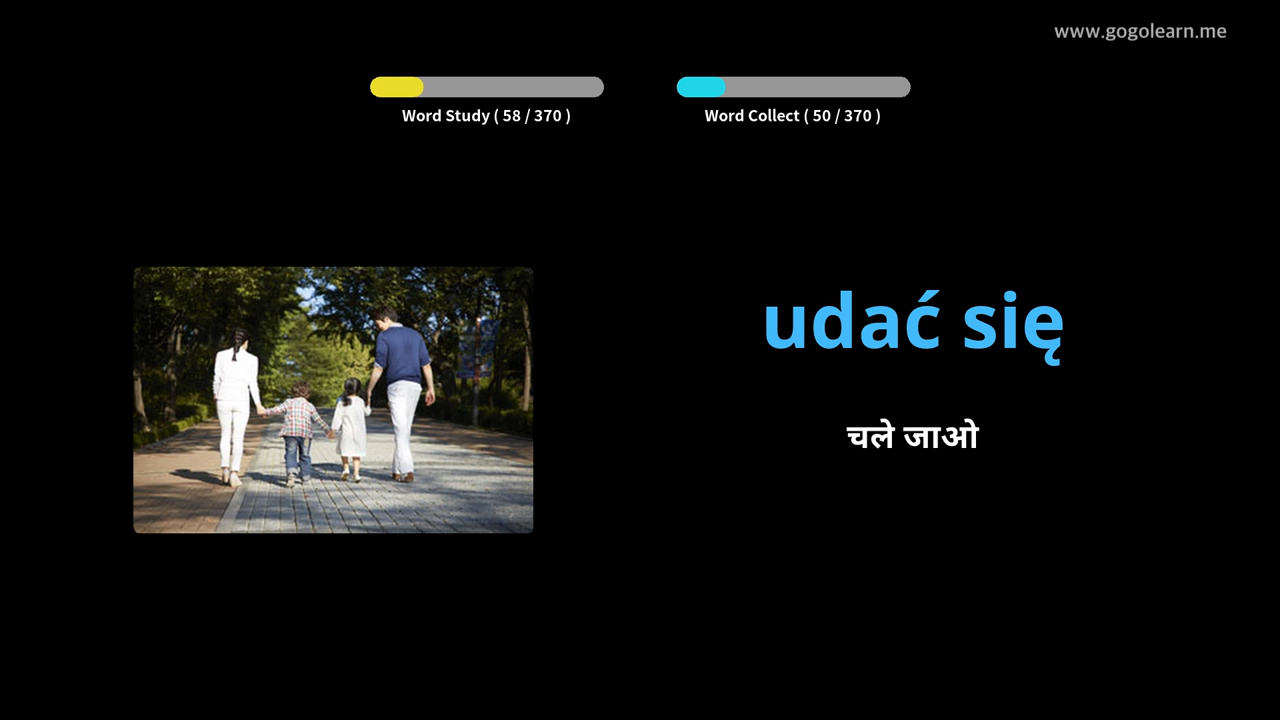 www.gogolearn.me
Word Study ( 58 / 370 )
Word Collect ( 50 / 370 )
udać się
चले जाओ